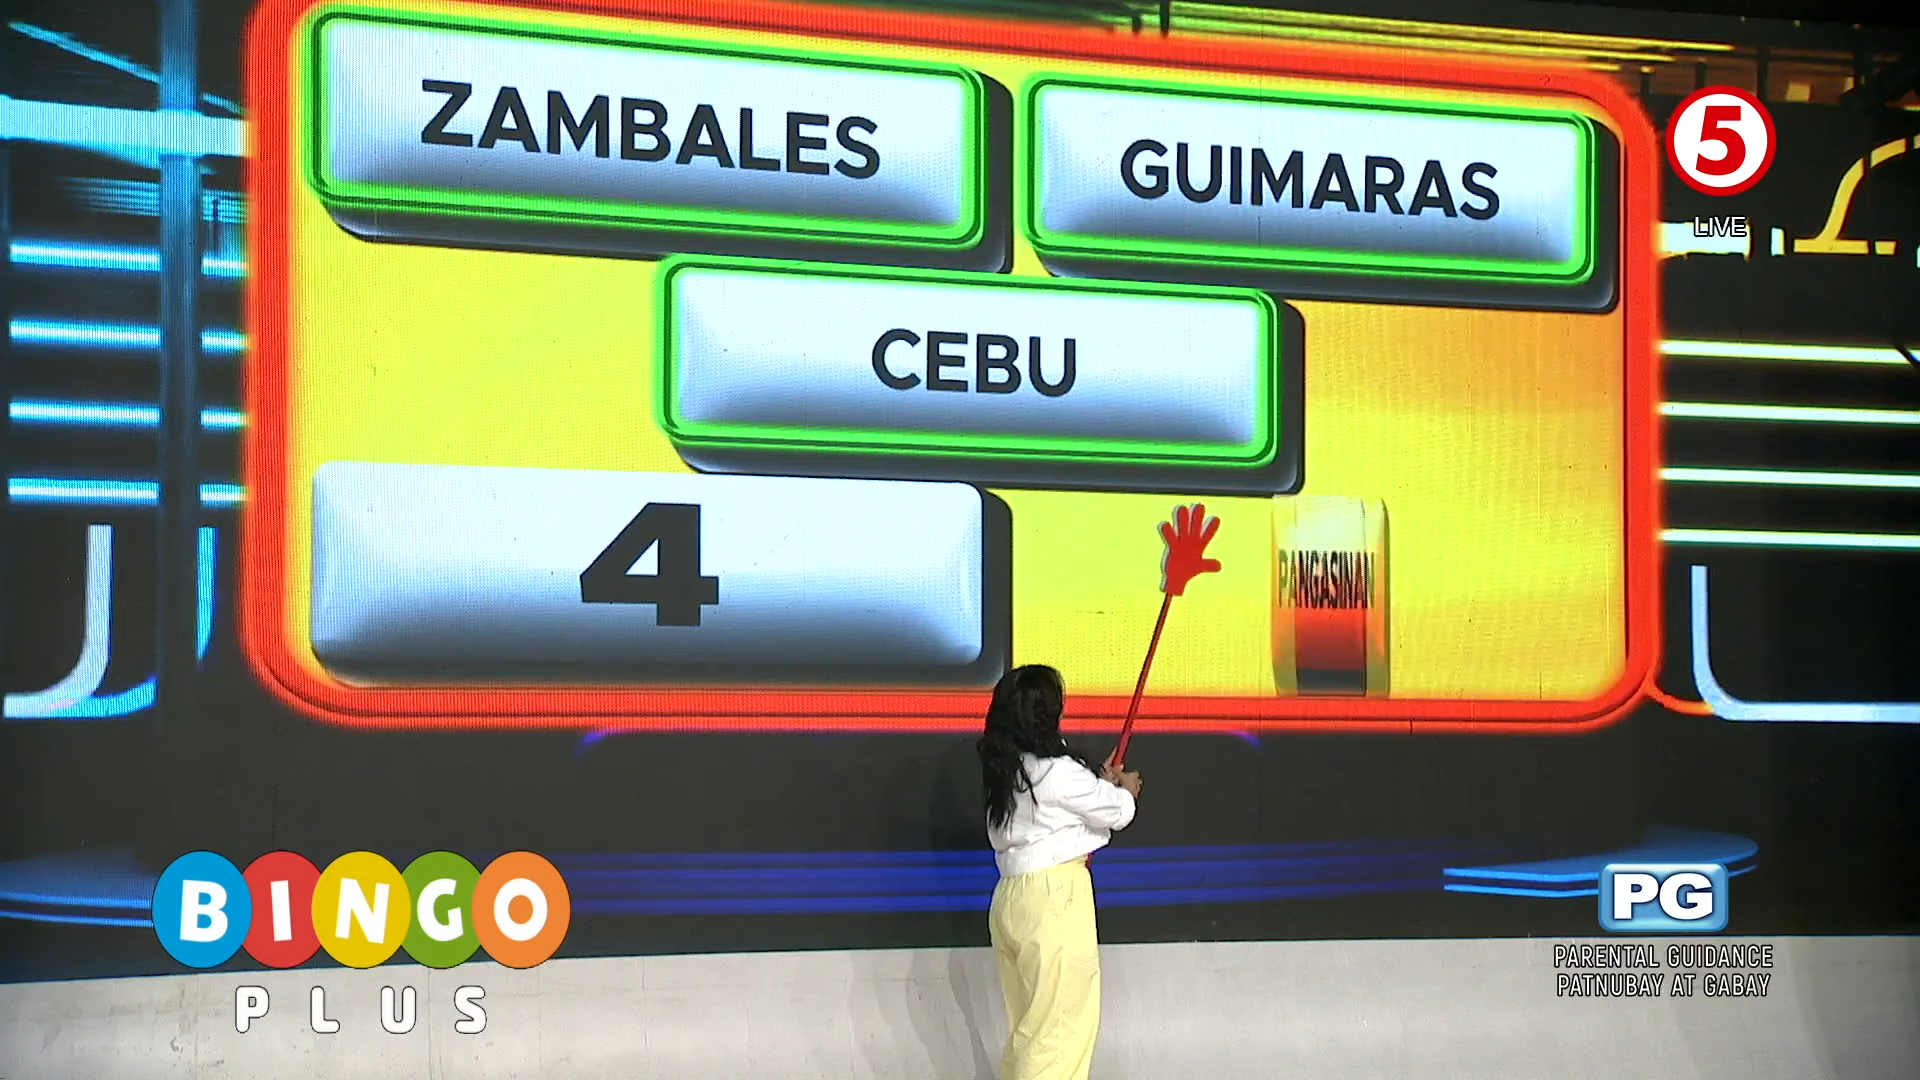 ZAMBALES
GUIMARAS
CEBU
4
PANGASINAN
5
LIVE
BINGO
PLUS
PG
PARENTAL GUIDANCE
PATNUBAY AT GABAY